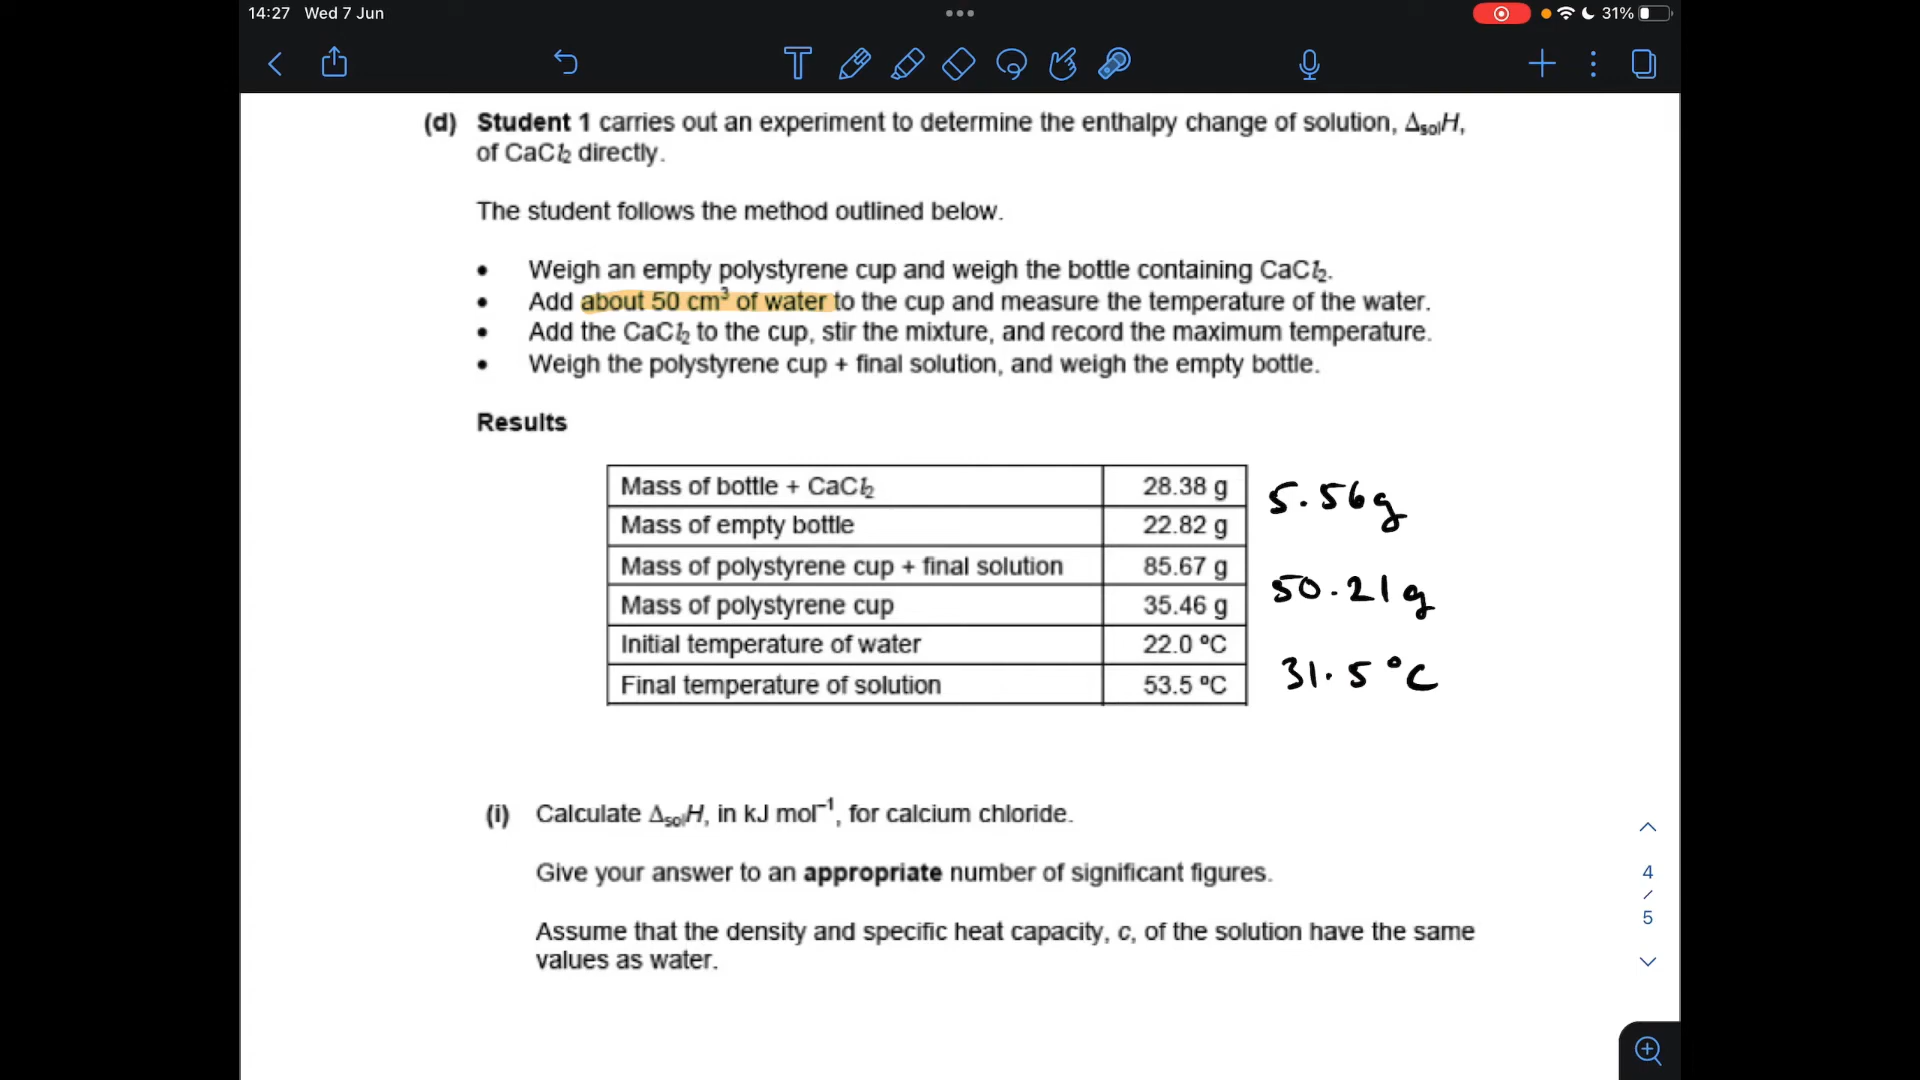 14:27 Wed 7 Jun
31%
(d) Student 1 carries out an experiment to determine the enthalpy change of solution, ΔsolH,
of CaCl₂ directly.
The student follows the method outlined below.
• Weigh an empty polystyrene cup and weigh the bottle containing CaCl₂.
• Add about 50 cm³ of water to the cup and measure the temperature of the water.
• Add the CaCl₂ to the cup, stir the mixture, and record the maximum temperature.
• Weigh the polystyrene cup + final solution, and weigh the empty bottle.
Results
Mass of bottle + CaCl₂ 28.38 g
5.56g
Mass of empty bottle 22.82 g
Mass of polystyrene cup + final solution 85.67 g
50.21g
Mass of polystyrene cup 35.46 g
Initial temperature of water 22.0 ºC
31.5°C
Final temperature of solution 53.5 ºC
(i) Calculate ΔsolH, in kJ mol⁻¹, for calcium chloride.
Give your answer to an appropriate number of significant figures.
Assume that the density and specific heat capacity, c, of the solution have the same
values as water.
4
/
5